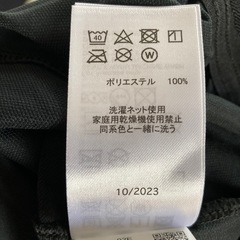 40
W
ポリエステル 100%
洗濯ネット使用
家庭用乾燥機使用禁止
同系色と一緒に洗う
10/2023